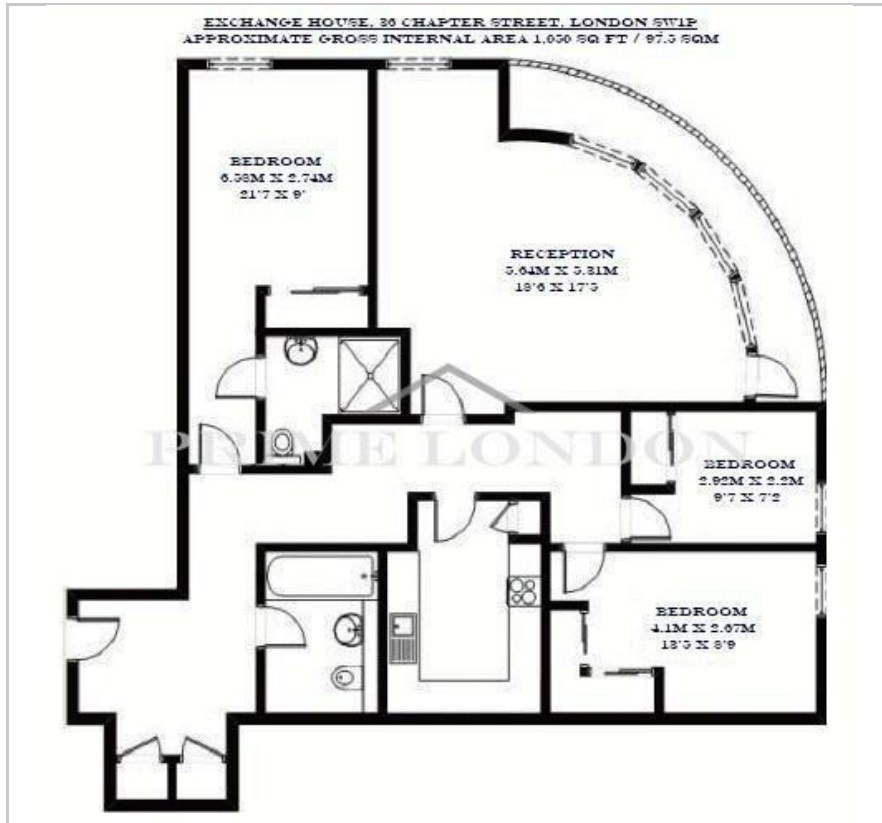 EXCHANGE HOUSE, 36 CHAPTER STREET, LONDON SW1P
APPROXIMATE GROSS INTERNAL AREA 1,050 SQ FT / 97.5 SQM
BEDROOM
6.58M X 2.74M
21'7 X 9'
RECEPTION
5.64M X 5.31M
18'6 X 17'5
PRIME LONDON
BEDROOM
2.92M X 2.2M
9'7 X 7'2
BEDROOM
4.1M X 2.67M
13'5 X 8'9